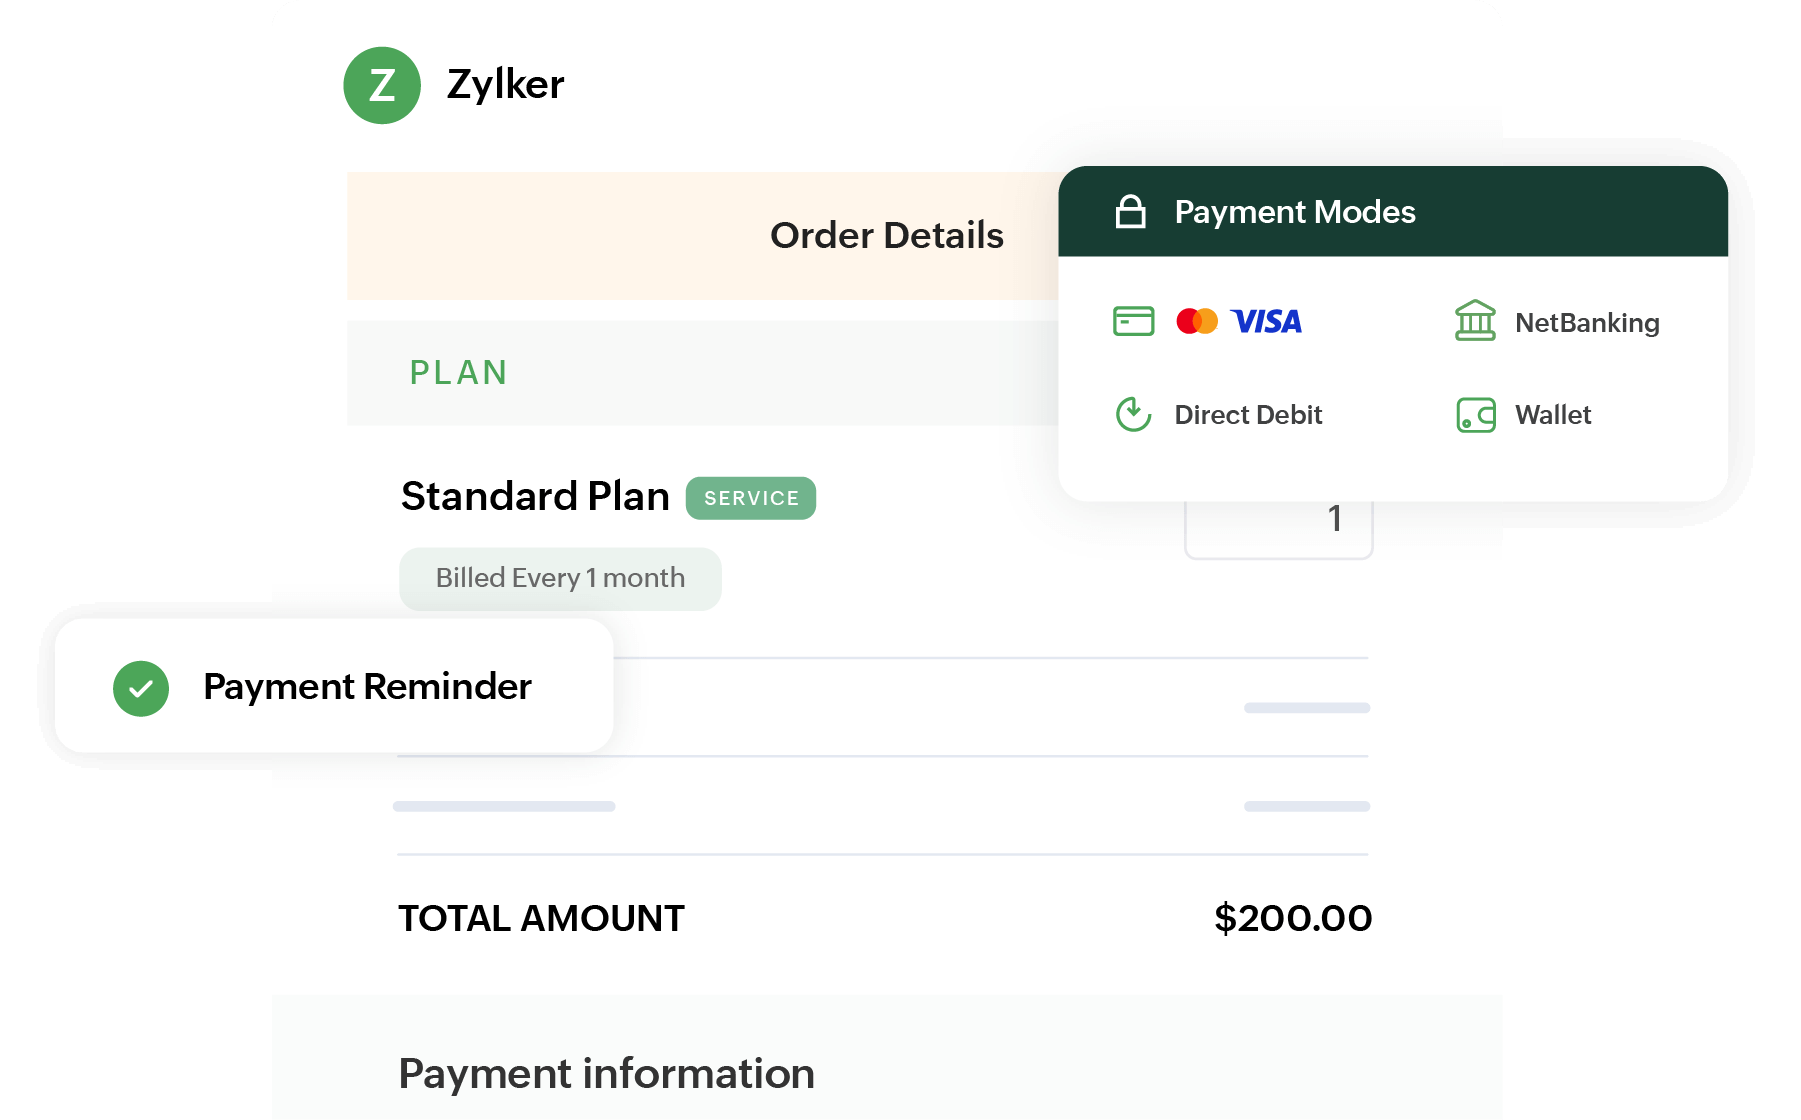 Z Zylker
Order Details
Payment Modes
VISA
NetBanking
Direct Debit
Wallet
PLAN
Standard Plan SERVICE
1
Billed Every 1 month
Payment Reminder
TOTAL AMOUNT $200.00
Payment information